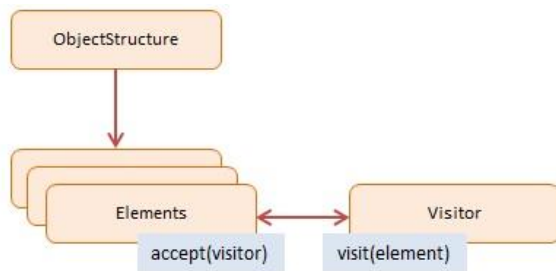 ObjectStructure
Elements
Visitor
accept(visitor)
visit(element)